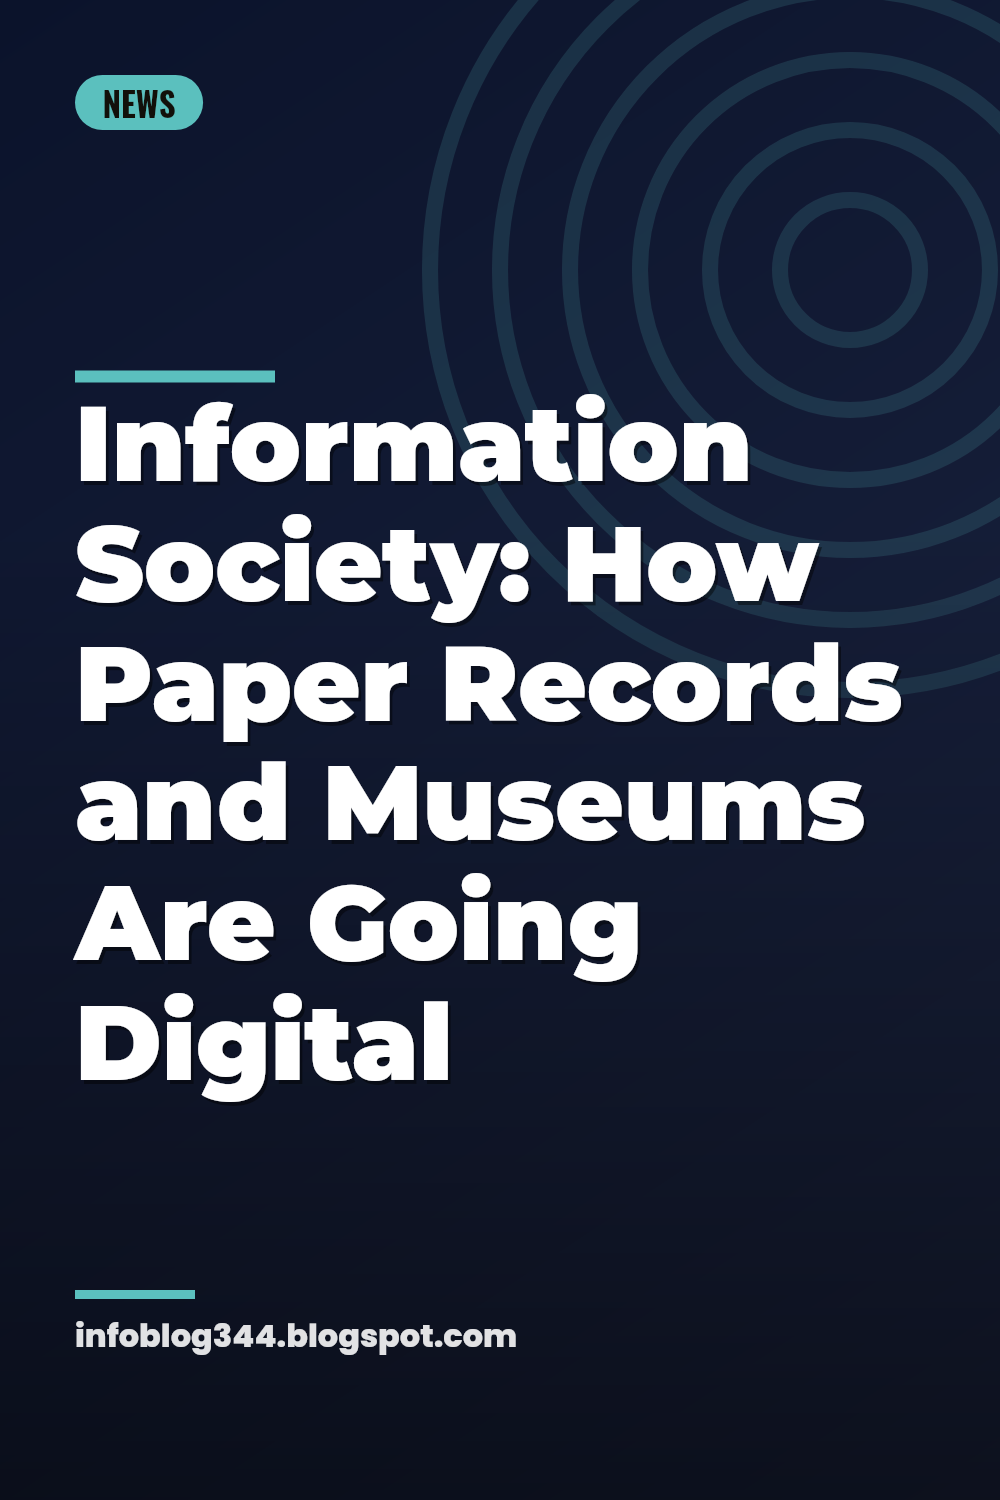 NEWS
Information
Society: How
Paper Records
and Museums
Are Going
Digital
infoblog344.blogspot.com